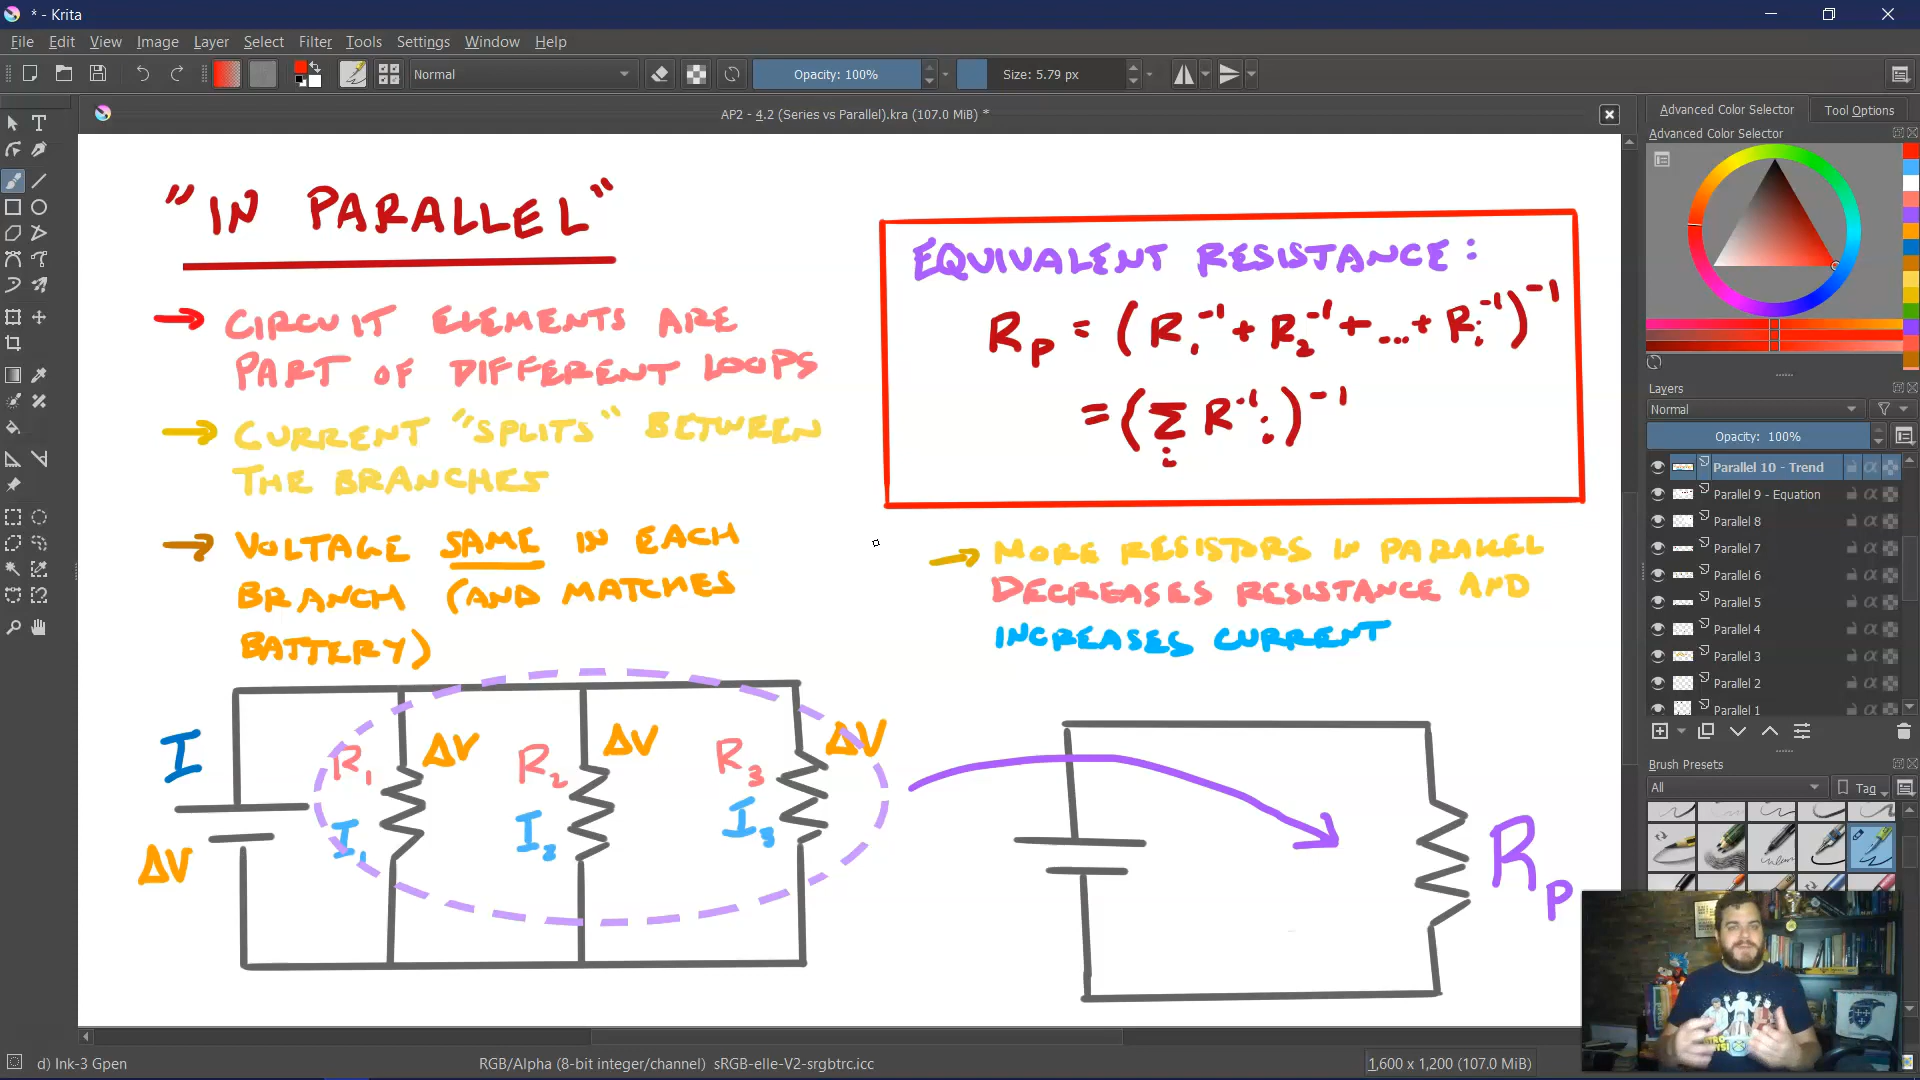 * - Krita
File Edit View Image Layer Select Filter Tools Settings Window Help
Normal
Opacity: 100%
Size: 5.79 px
AP2 - 4.2 (Series vs Parallel).kra (107.0 MiB) *
Advanced Color Selector
Tool Options
Advanced Color Selector
"IN PARALLEL"
→ CIRCUIT ELEMENTS ARE
PART OF DIFFERENT LOOPS
→ CURRENT "SPLITS" BETWEEN
THE BRANCHES
→ VOLTAGE SAME IN EACH
BRANCH (AND MATCHES
BATTERY)
EQUIVALENT RESISTANCE:
Rp = (R₁⁻¹ + R₂⁻¹ + ... + Rᵢ⁻¹)⁻¹
= (Σᵢ R⁻¹ᵢ)⁻¹
→ MORE RESISTORS IN PARALLEL
DECREASES RESISTANCE AND
INCREASES CURRENT
I
ΔV
R₁
I₁
ΔV
R₂
I₂
ΔV
R₃
I₃
ΔV
Rp
Layers
Normal
Opacity: 100%
Parallel 10 - Trend
Parallel 9 - Equation
Parallel 8
Parallel 7
Parallel 6
Parallel 5
Parallel 4
Parallel 3
Parallel 2
Parallel 1
Brush Presets
All
Tag
d) Ink-3 Gpen
RGB/Alpha (8-bit integer/channel) sRGB-elle-V2-srgbtrc.icc
1,600 x 1,200 (107.0 MiB)